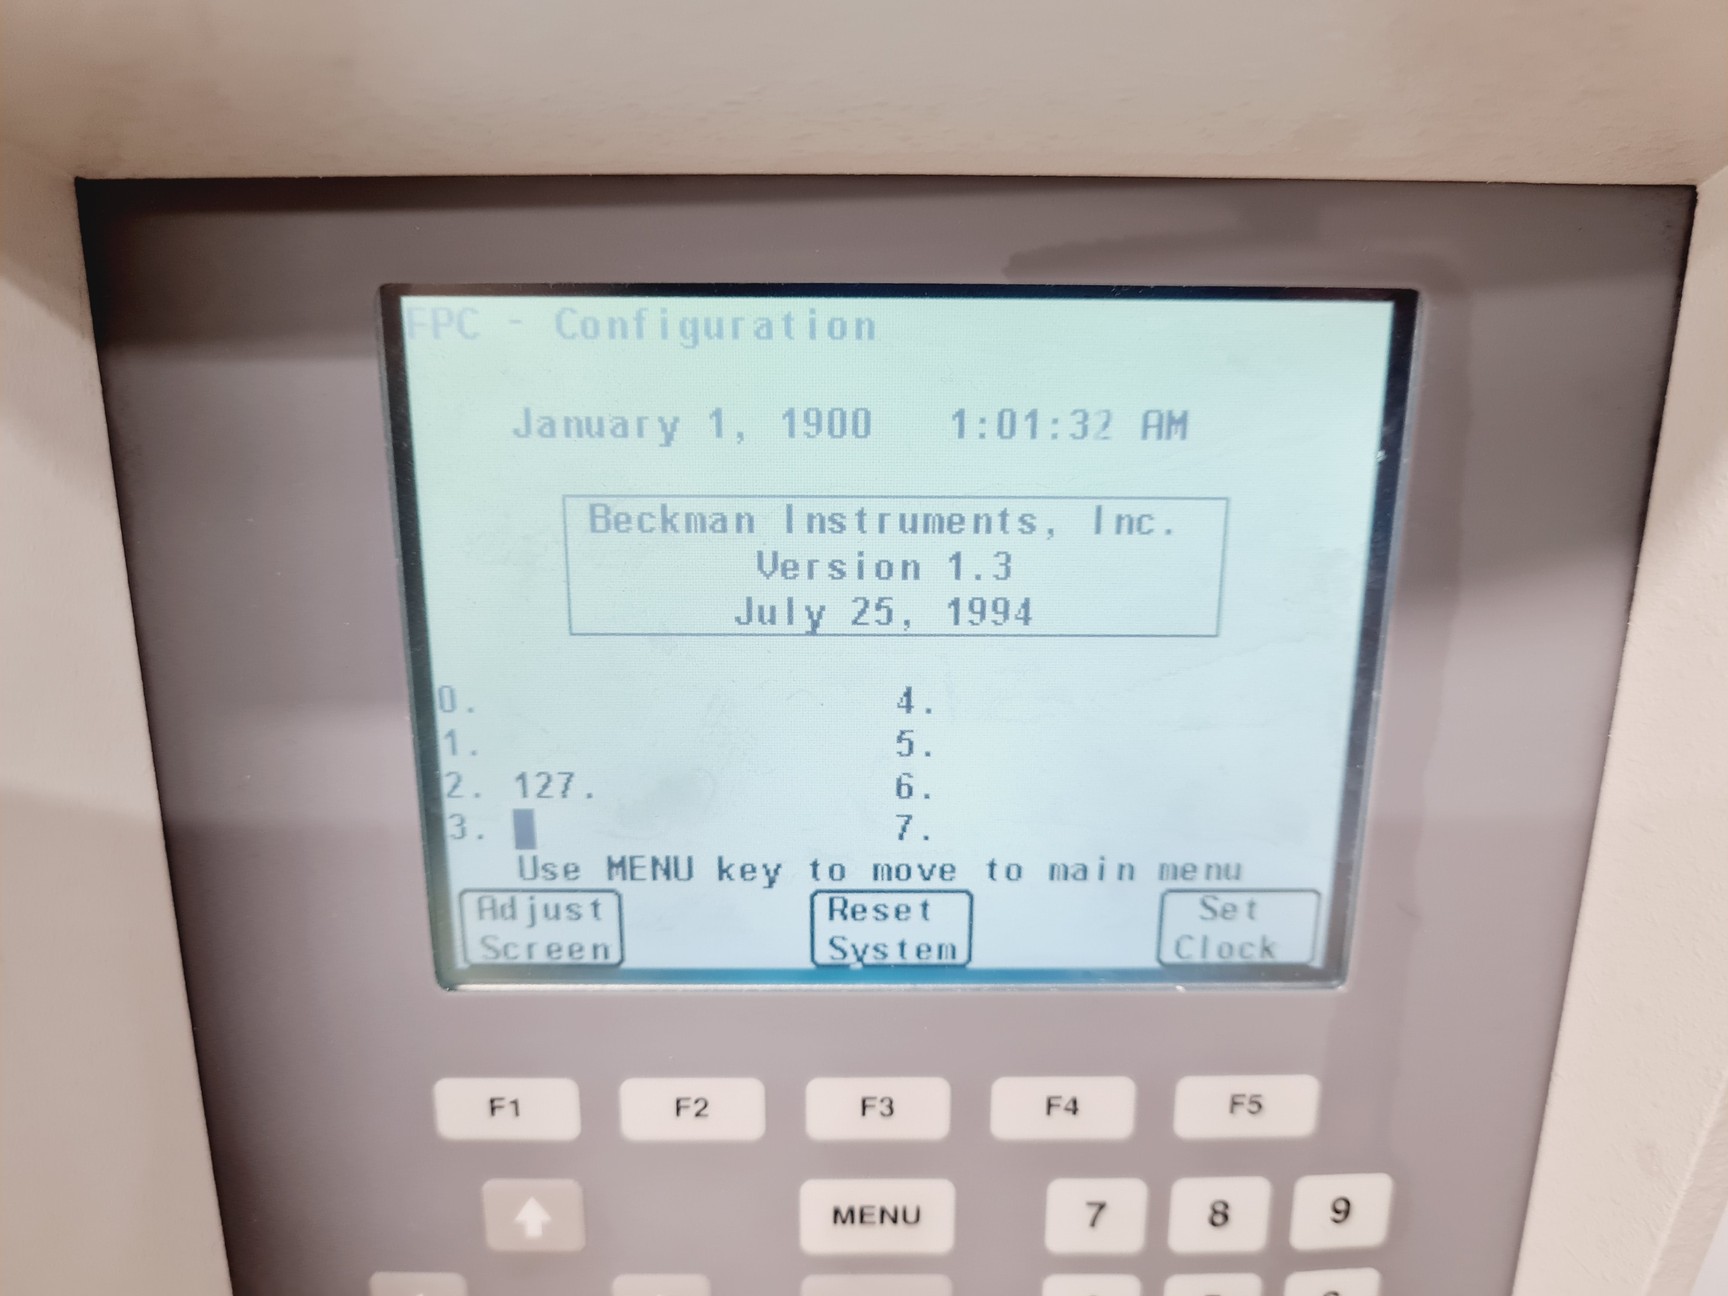 FPC - Configuration
January 1, 1900 1:01:32 AM
Beckman Instruments, Inc.
Version 1.3
July 25, 1994
0. 4.
1. 5.
2. 127. 6.
3. 7.
Use MENU key to move to main menu
Adjust Reset Set
Screen System Clock
F1 F2 F3 F4 F5
MENU 7 8 9